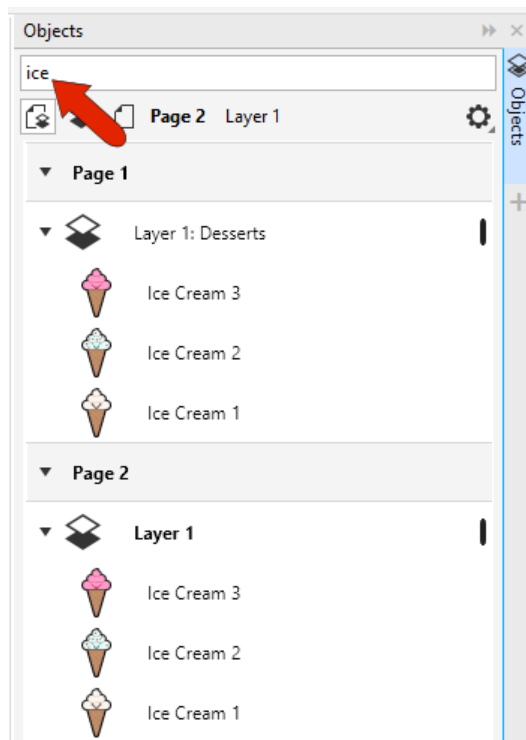 Objects
ice
Page 2 Layer 1
Objects
Page 1
Layer 1: Desserts
Ice Cream 3
Ice Cream 2
Ice Cream 1
Page 2
Layer 1
Ice Cream 3
Ice Cream 2
Ice Cream 1